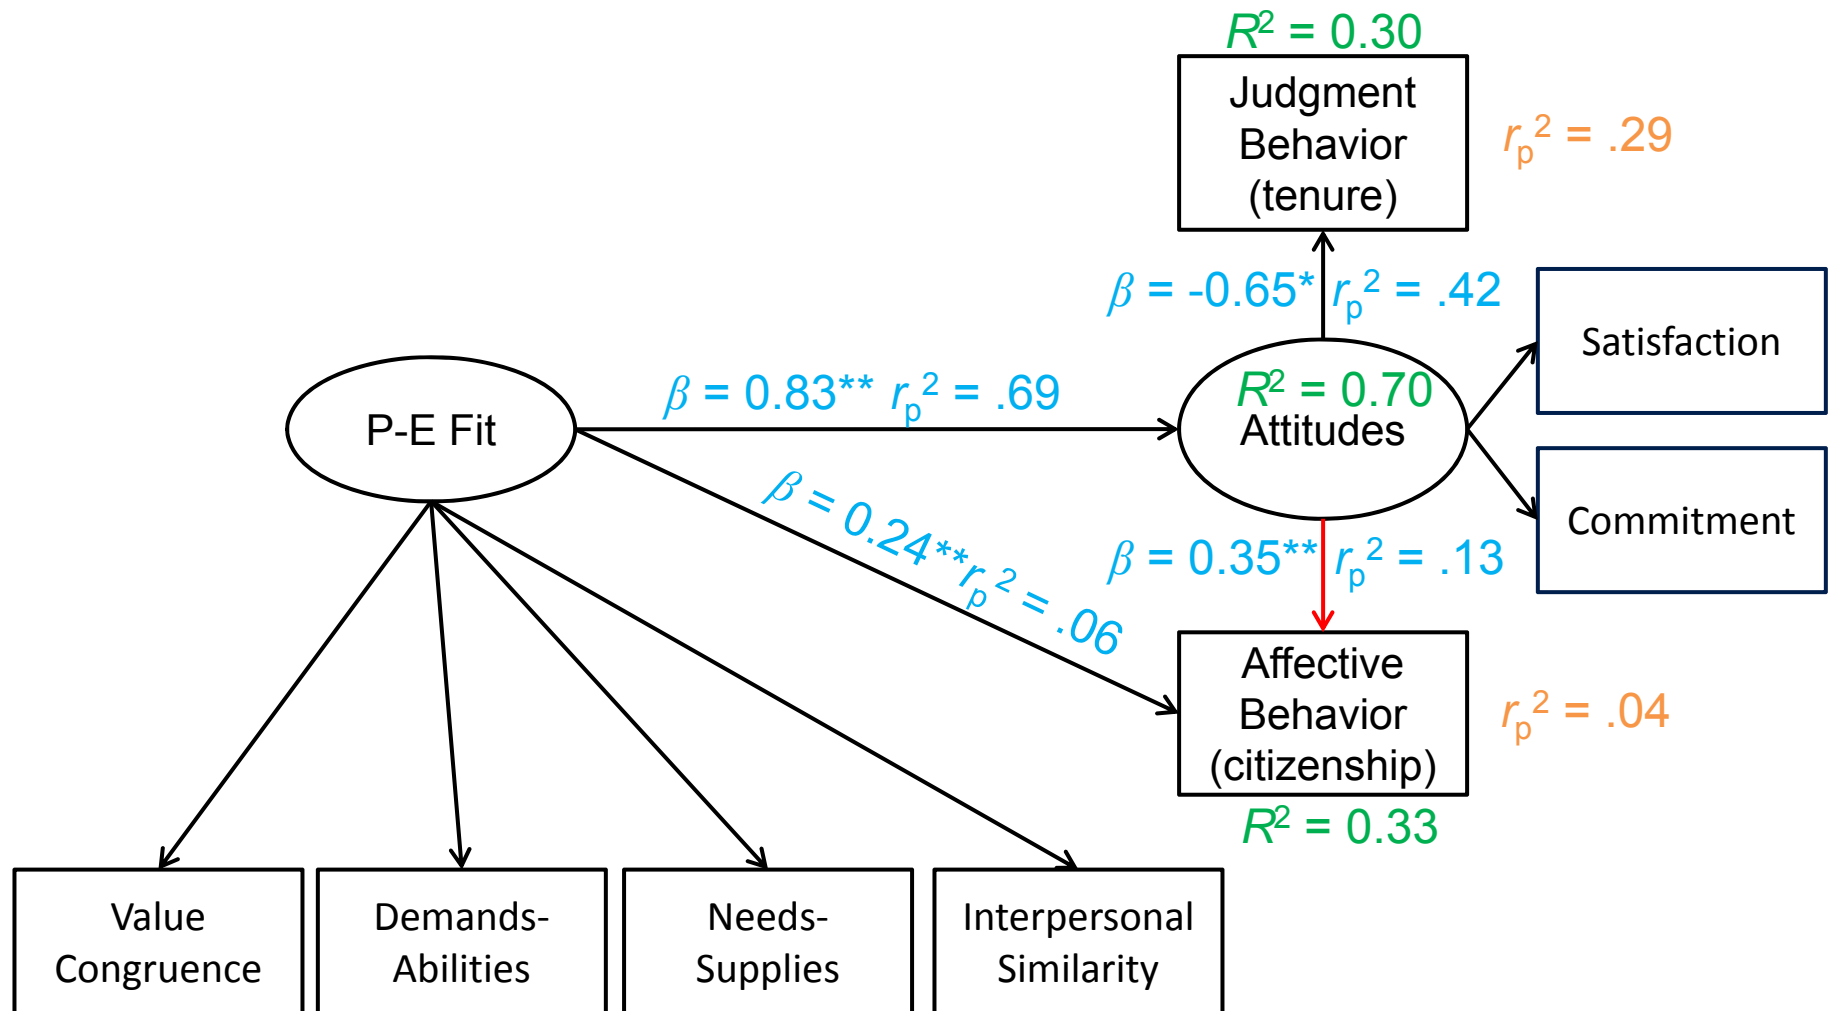 R² = 0.30
Judgment
Behavior
(tenure)
rₚ² = .29
β = -0.65* rₚ² = .42
Satisfaction
β = 0.83** rₚ² = .69
R² = 0.70
P-E Fit
Attitudes
β = 0.24** rₚ² = .06
Commitment
β = 0.35** rₚ² = .13
Affective
Behavior
(citizenship)
rₚ² = .04
R² = 0.33
Value
Congruence
Demands-
Abilities
Needs-
Supplies
Interpersonal
Similarity